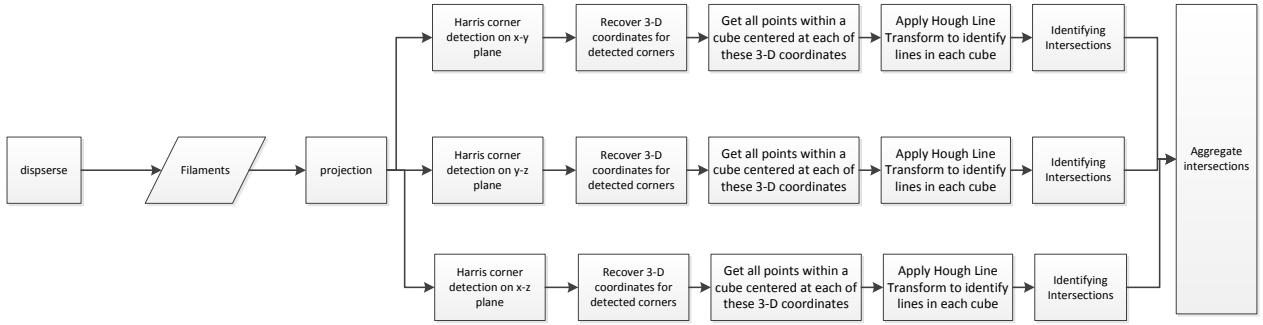 dispserse
Filaments
projection
Harris corner
detection on x-y
plane
Recover 3-D
coordinates for
detected corners
Get all points within a
cube centered at each of
these 3-D coordinates
Apply Hough Line
Transform to identify
lines in each cube
Identifying
Intersections
Harris corner
detection on y-z
plane
Recover 3-D
coordinates for
detected corners
Get all points within a
cube centered at each of
these 3-D coordinates
Apply Hough Line
Transform to identify
lines in each cube
Identifying
Intersections
Harris corner
detection on x-z
plane
Recover 3-D
coordinates for
detected corners
Get all points within a
cube centered at each of
these 3-D coordinates
Apply Hough Line
Transform to identify
lines in each cube
Identifying
Intersections
Aggregate
intersections